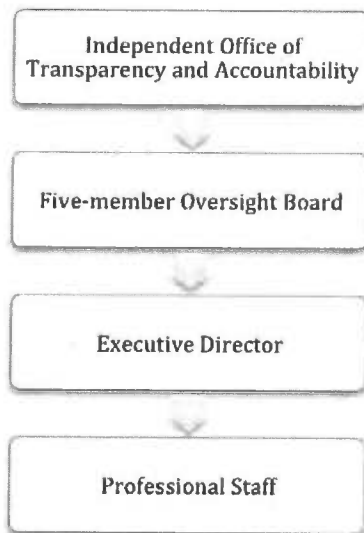 Independent Office of
Transparency and Accountability
Five-member Oversight Board
Executive Director
Professional Staff